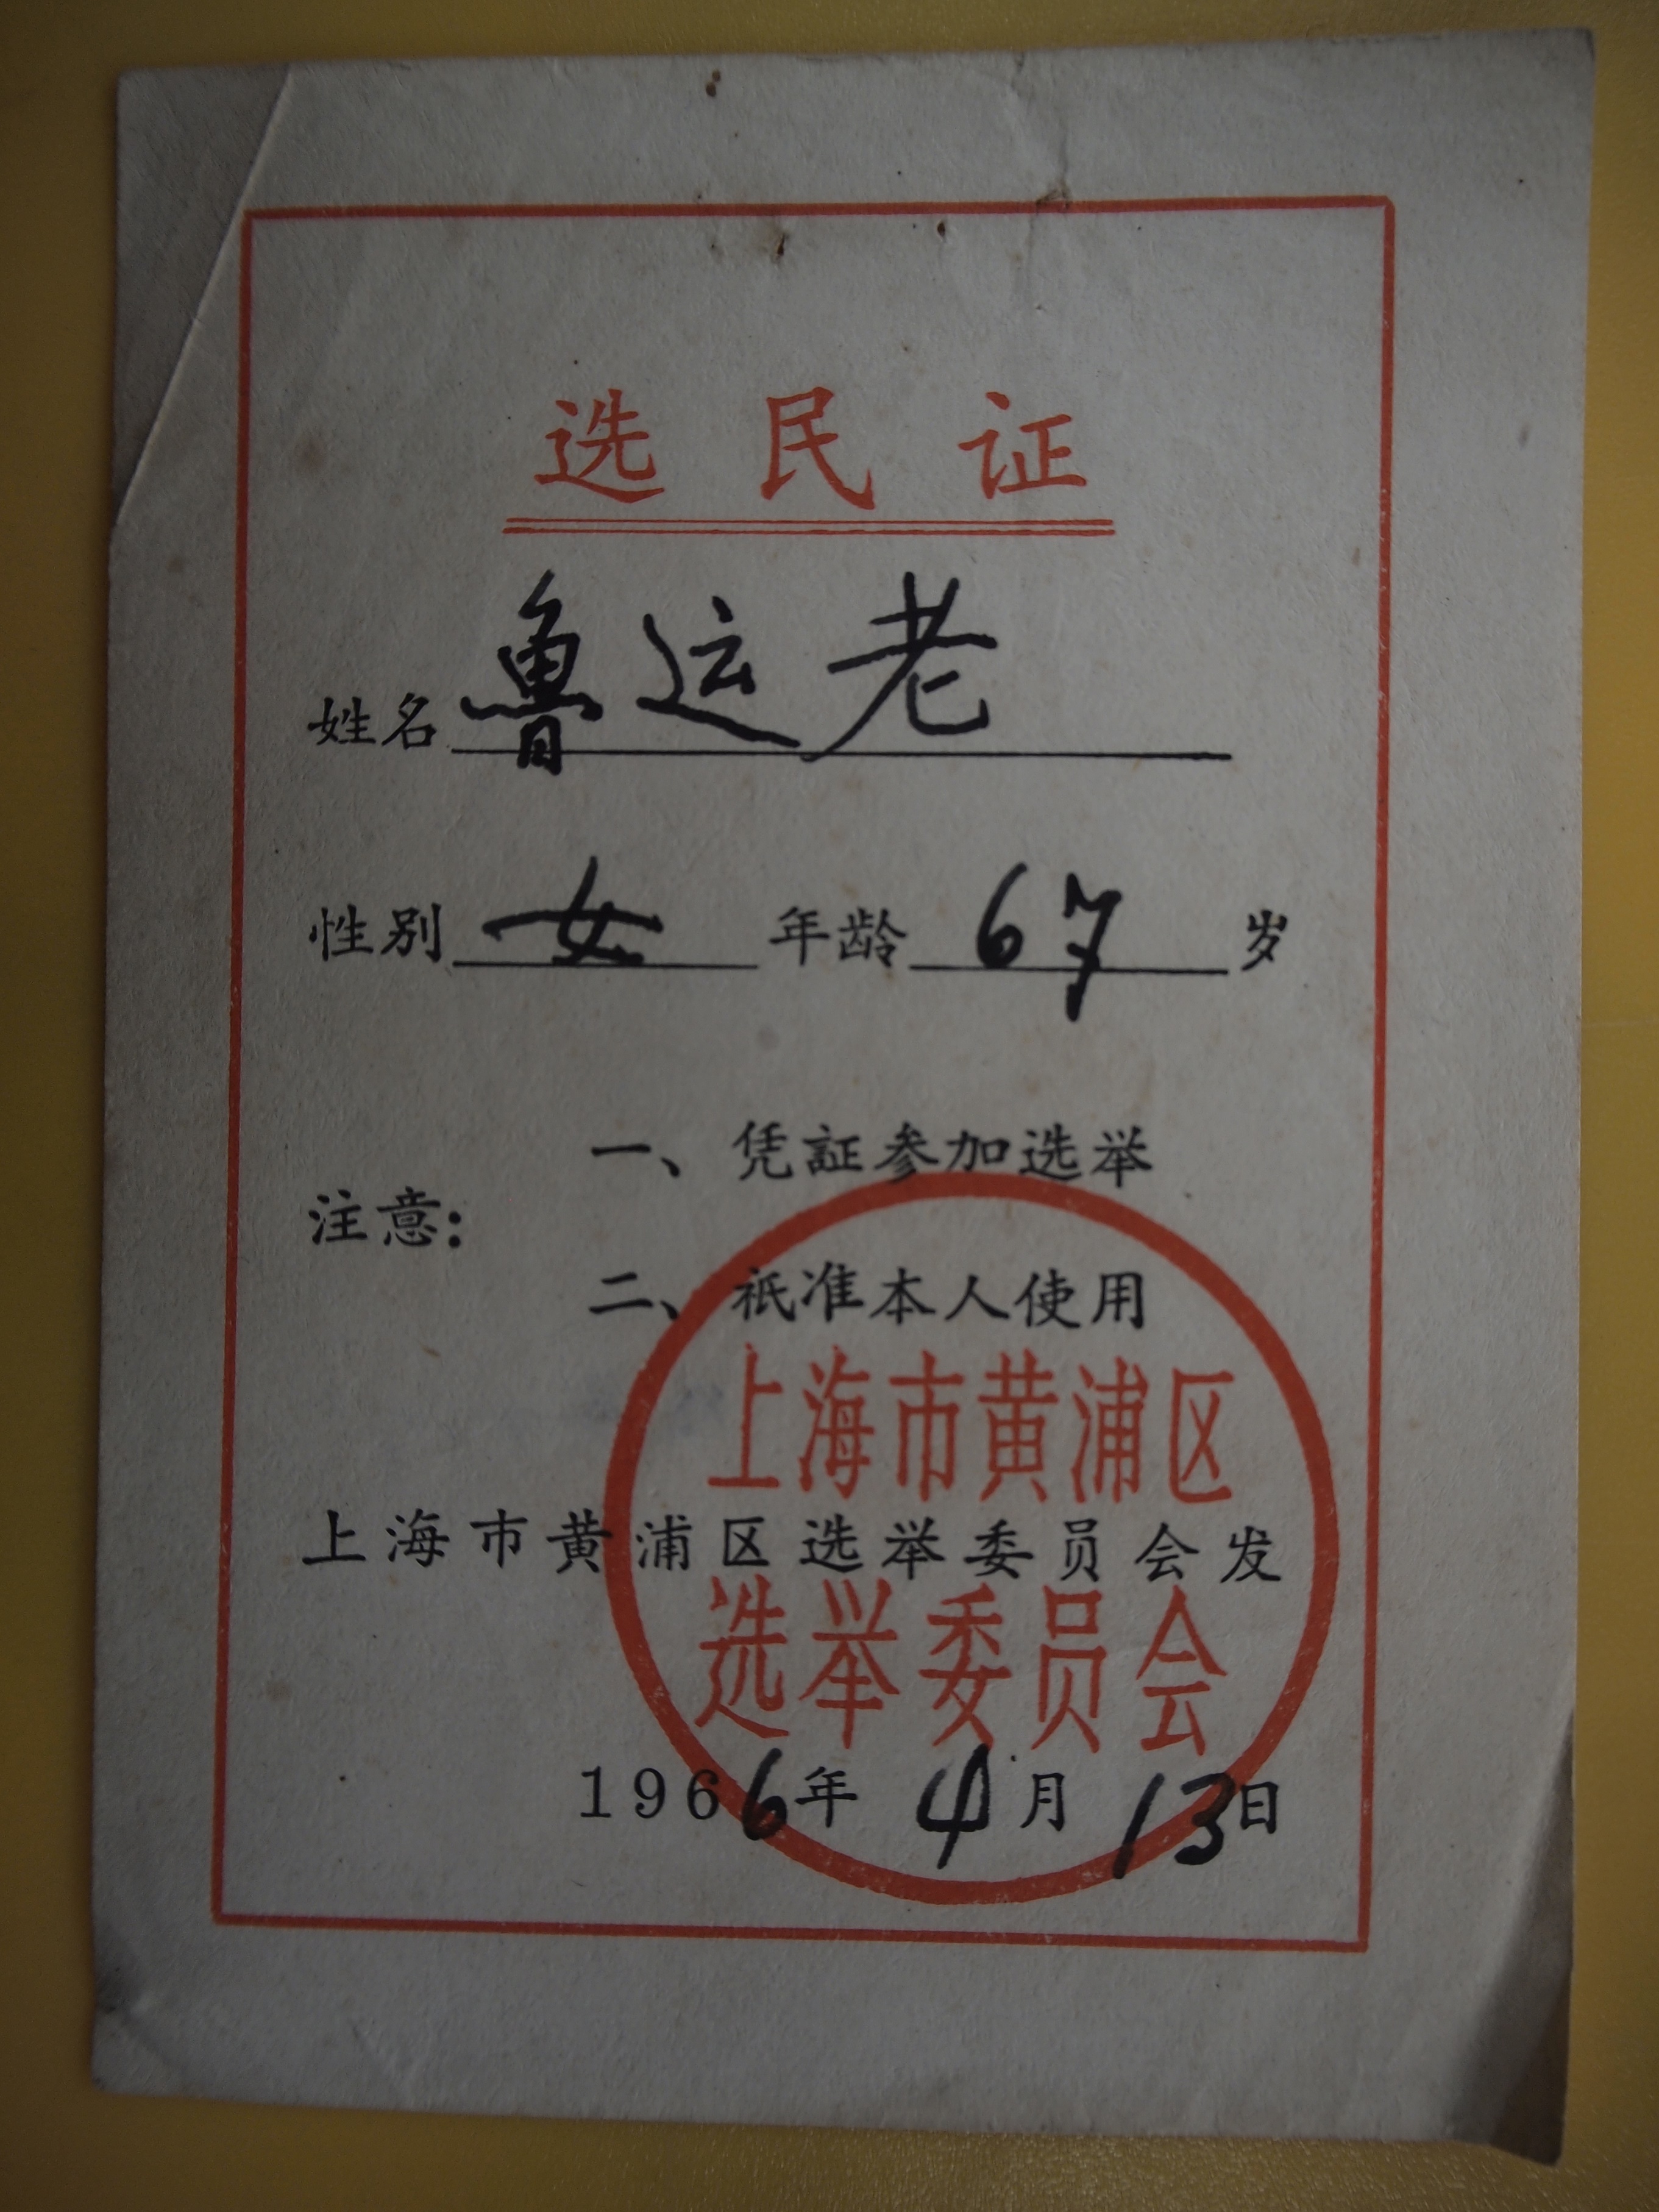 选民证
姓名 鲁运老
性别 女 年龄 67 岁
注意:
一、凭証参加选举
二、祇准本人使用
上海市黄浦区
上海市黄浦区选举委员会发
选举委员会
1966年 4月 13日